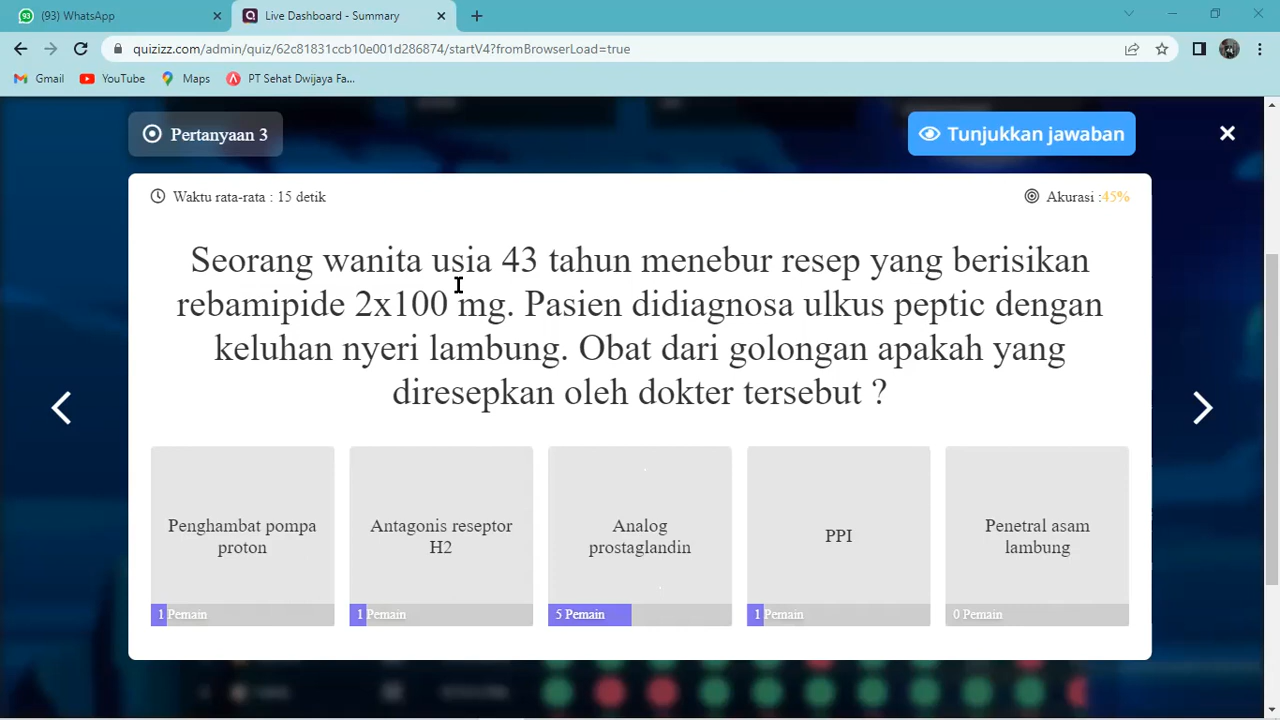 (93) WhatsApp
Live Dashboard - Summary
quizizz.com/admin/quiz/62c81831ccb10e001d286874/startV4?fromBrowserLoad=true
Gmail
YouTube
Maps
PT Sehat Dwijaya Fa...
Pertanyaan 3
Tunjukkan jawaban
Waktu rata-rata : 15 detik
Akurasi :45%
Seorang wanita usia 43 tahun menebur resep yang berisikan
rebamipide 2x100 mg. Pasien didiagnosa ulkus peptic dengan
keluhan nyeri lambung. Obat dari golongan apakah yang
diresepkan oleh dokter tersebut ?
Penghambat pompa
proton
1 Pemain
Antagonis reseptor
H2
1 Pemain
Analog
prostaglandin
5 Pemain
PPI
1 Pemain
Penetral asam
lambung
0 Pemain